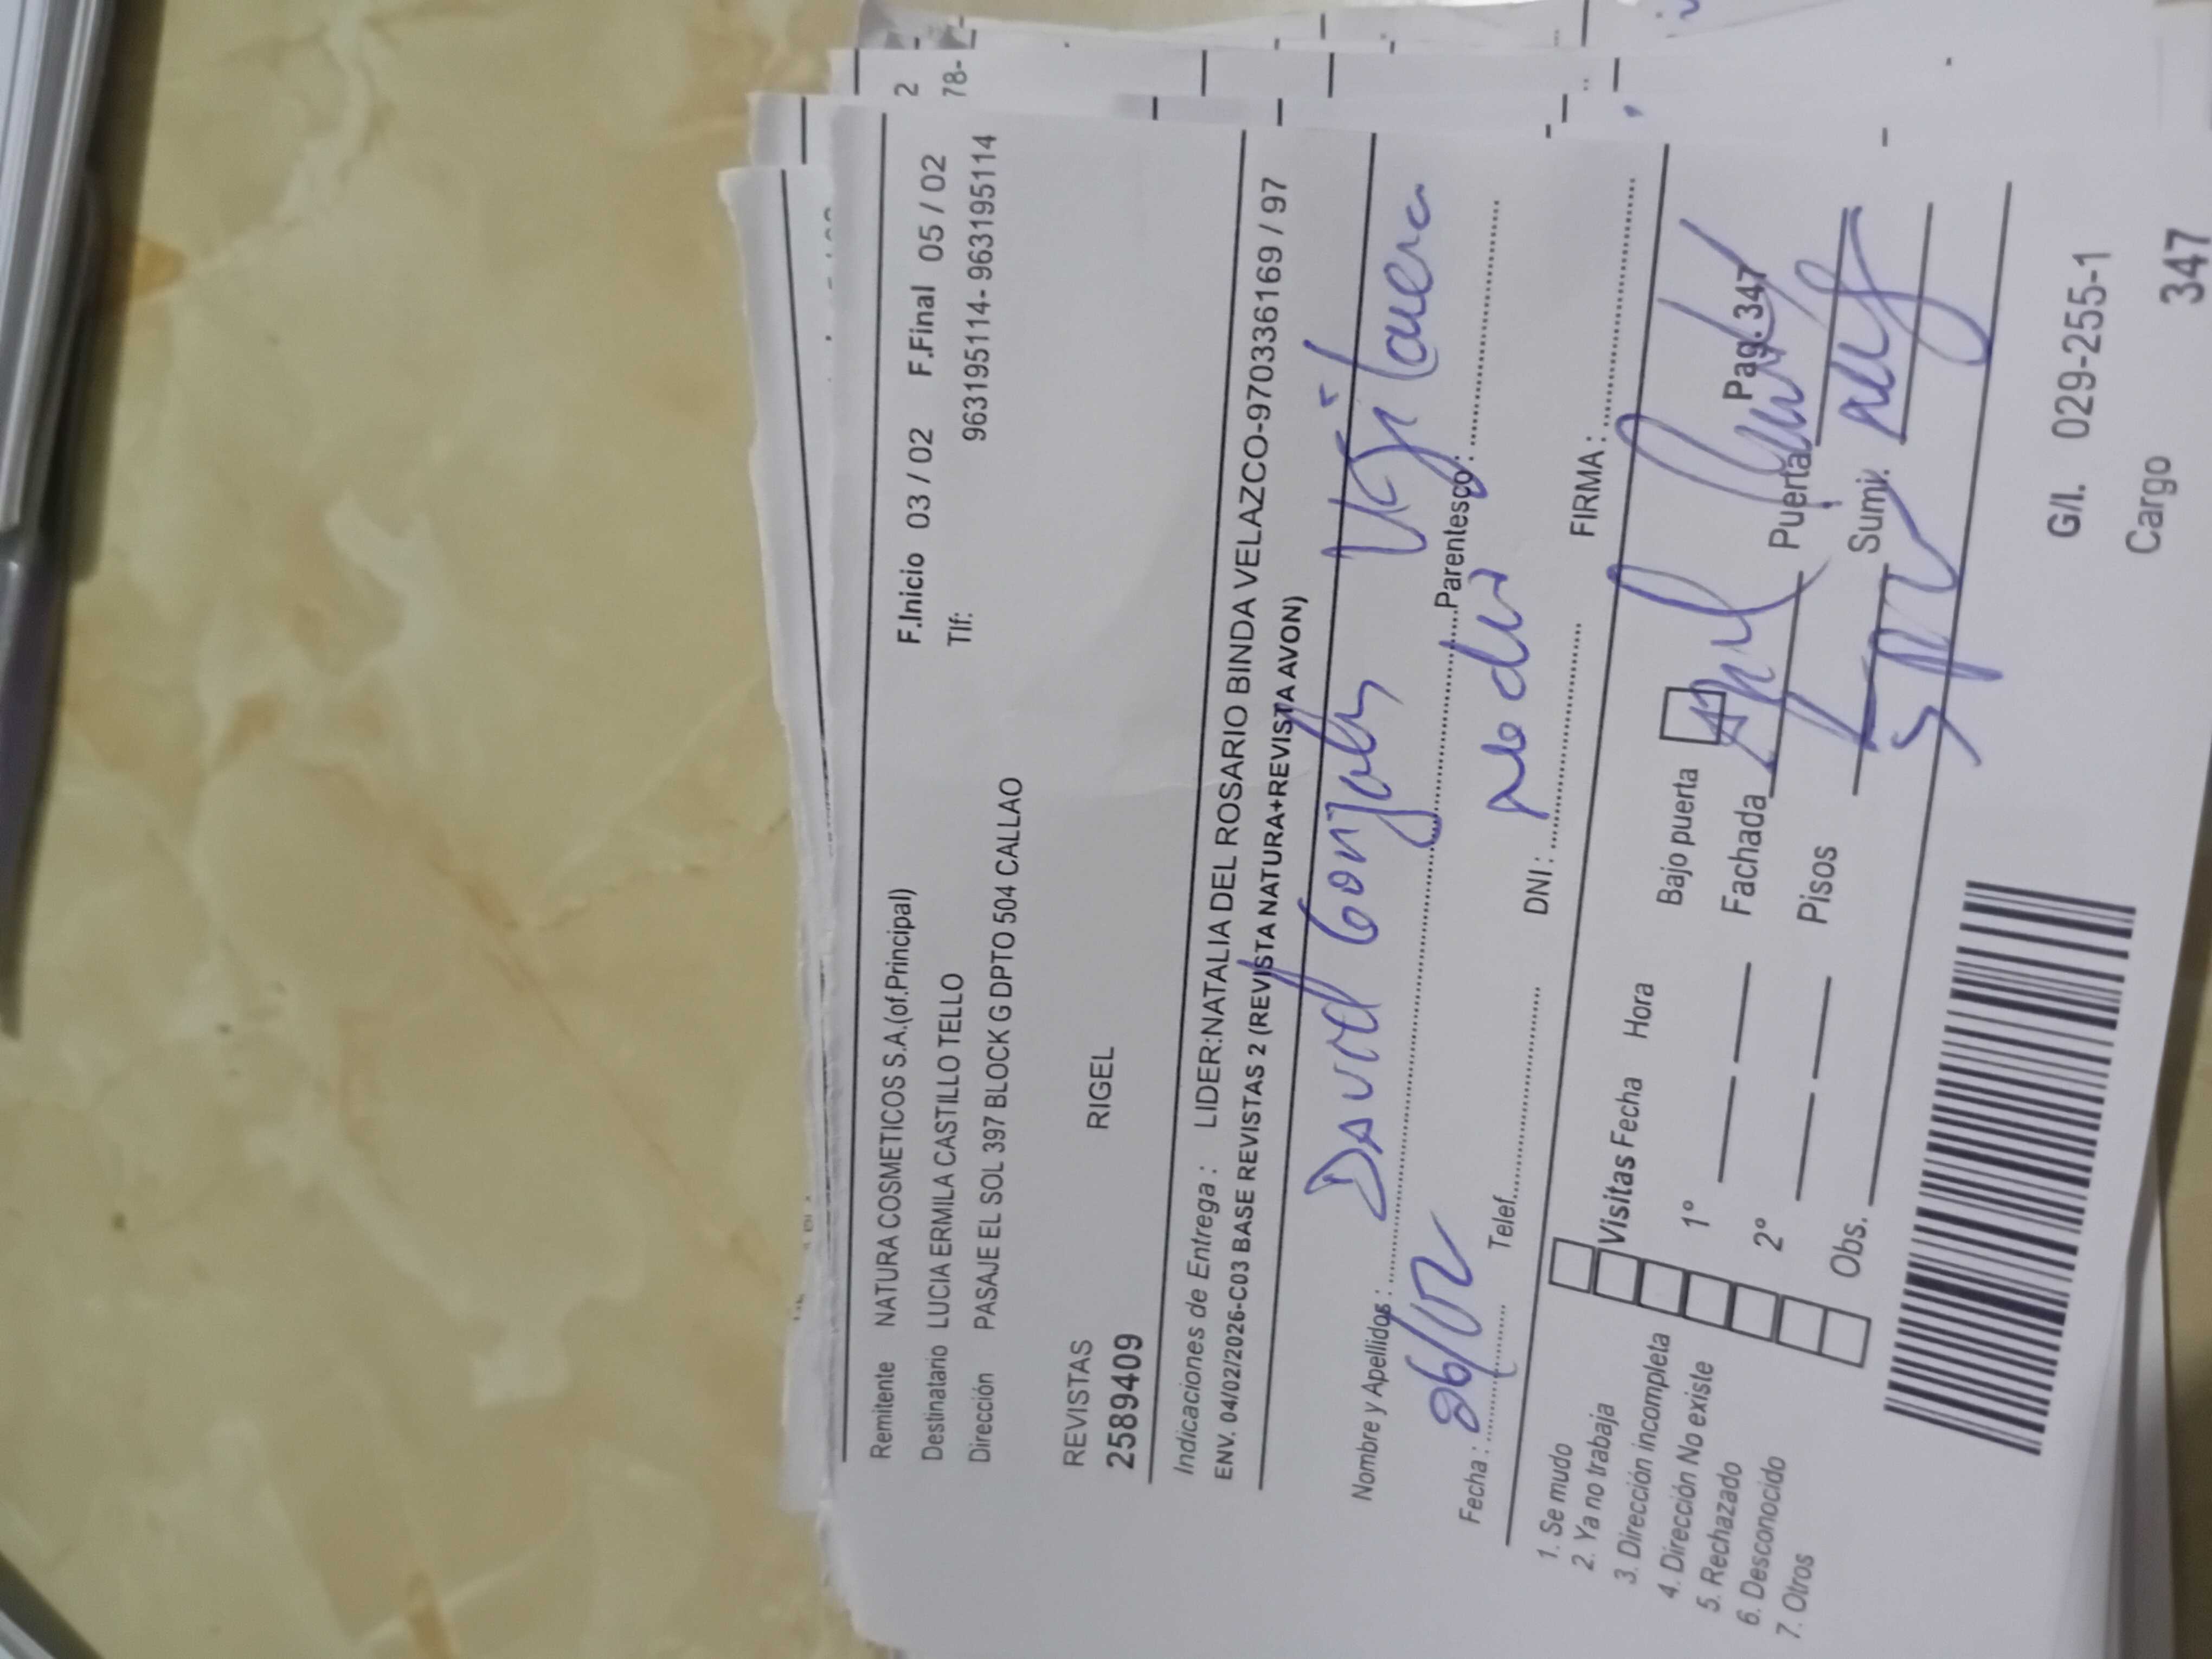 Remitente NATURA COSMETICOS S.A.(of.Principal) F.Inicio 03 / 02 F.Final 05 / 02
Destinatario LUCIA ERMILA CASTILLO TELLO Tlf:
Dirección PASAJE EL SOL 397 BLOCK G DPTO 504 CALLAO 963195114- 963195114
REVISTAS RIGEL
2589409
Indicaciones de Entrega : LIDER:NATALIA DEL ROSARIO BINDA VELAZCO-970336169 / 97
ENV. 04/02/2026-C03 BASE REVISTAS 2 (REVISTA NATURA+REVISTA AVON)
Nombre y Apellidos : David Gonzales
Fecha : 06/02 Parentesco :
Telef. DNI : FIRMA :
1. Se mudo
2. Ya no trabaja
3. Dirección incompleta
4. Dirección No existe
5. Rechazado
6. Desconocido
7. Otros
Visitas Fecha Hora Bajo puerta Pag. 347
1° Fachada Puerta
2° Pisos Sumi.
Obs.
G/I. 029-255-1
Cargo 347
2
78-